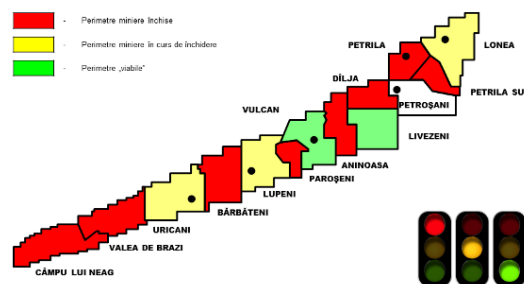 - Perimetre miniere închise
- Perimetre miniere în curs de închidere
- Perimetre „viabile"
PETRILA
LONEA
DÎLJA
PETRILA SU
PETROȘANI
VULCAN
LIVEZENI
ANINOASA
PAROȘENI
LUPENI
BĂRBĂTENI
URICANI
VALEA DE BRAZI
CÂMPU LUI NEAG